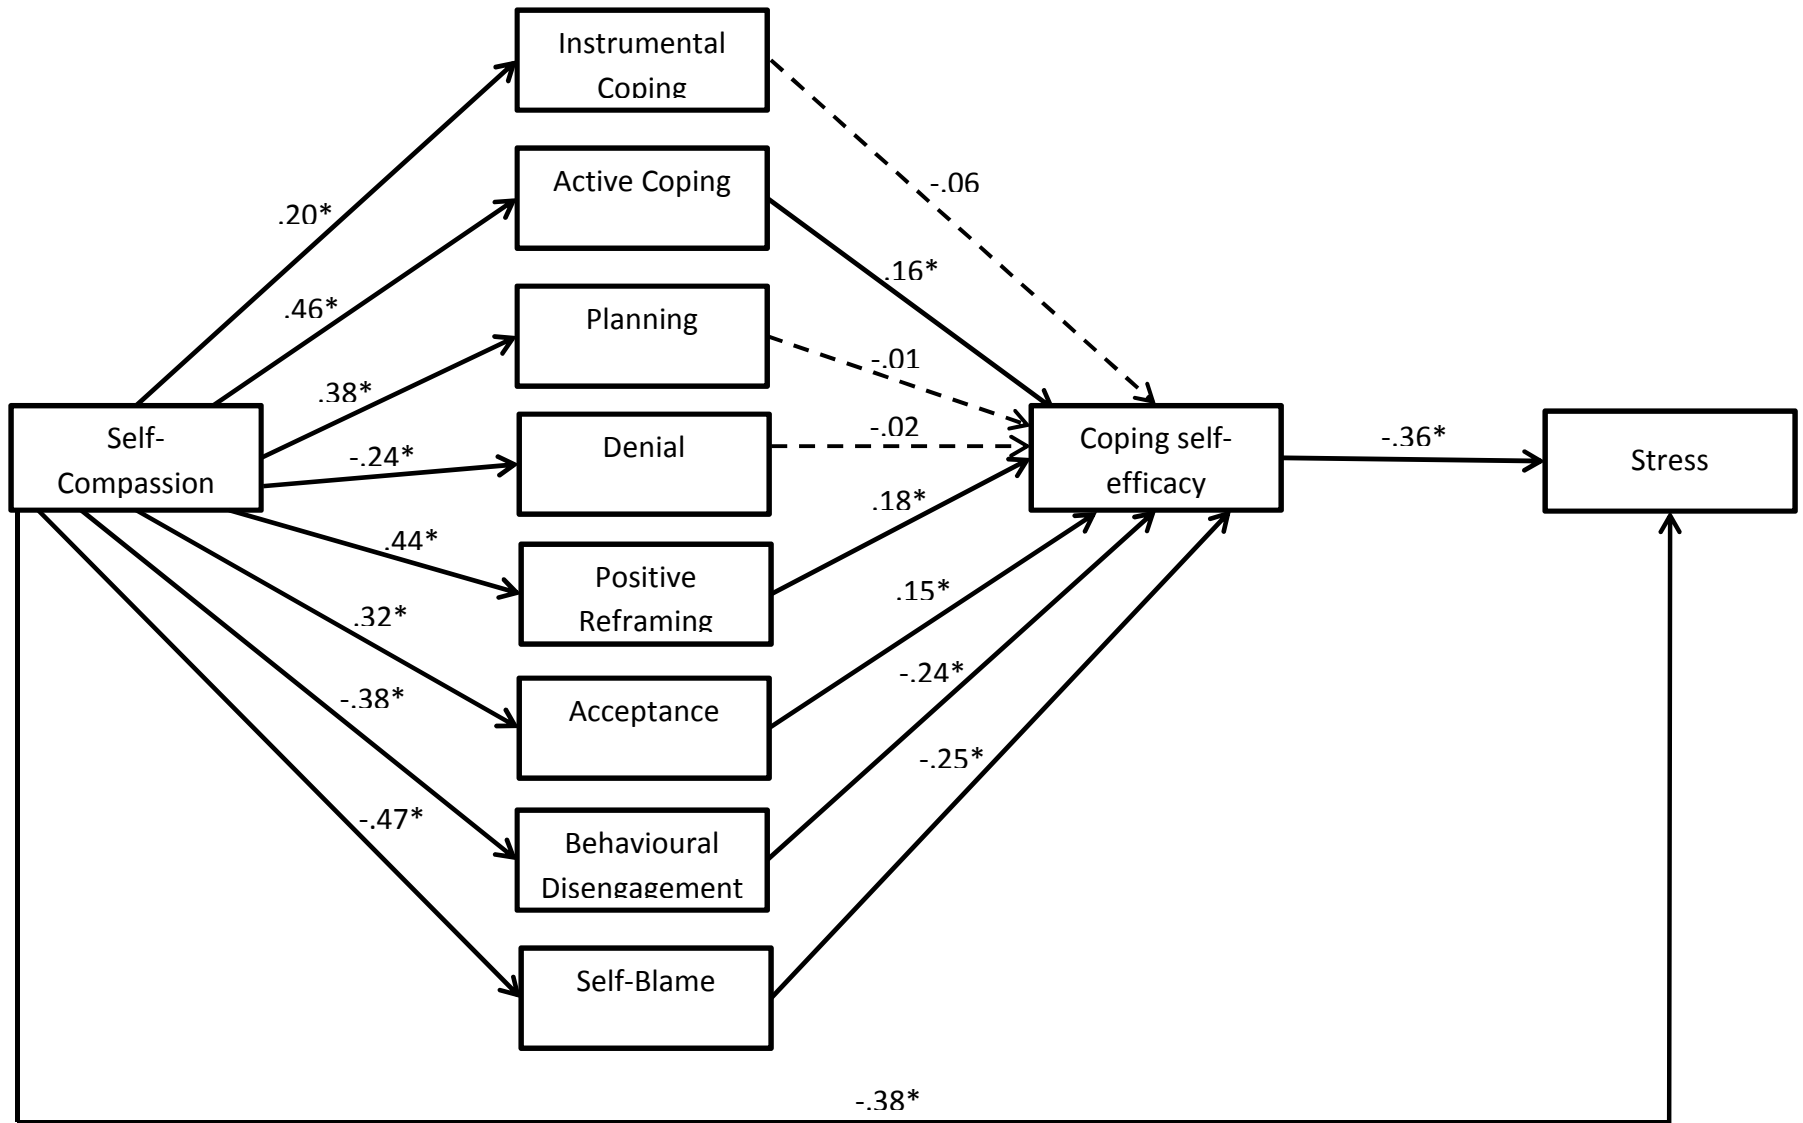 Instrumental
Coping
Active Coping
Planning
Denial
Positive
Reframing
Acceptance
Behavioural
Disengagement
Self-Blame
Self-
Compassion
Coping self-
efficacy
Stress
.20*
.46*
.38*
-.24*
.44*
.32*
-.38*
-.47*
-.06
.16*
-.01
-.02
.18*
.15*
-.24*
-.25*
-.36*
-.38*